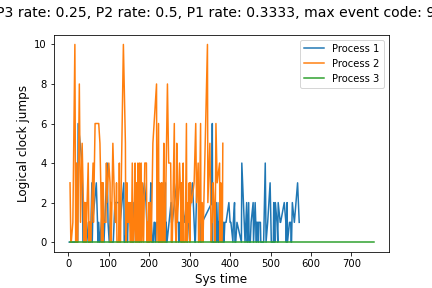 P3 rate: 0.25, P2 rate: 0.5, P1 rate: 0.3333, max event code: 9
Process 1
Process 2
Process 3
Logical clock jumps
10
8
6
4
2
0
0 100 200 300 400 500 600 700
Sys time